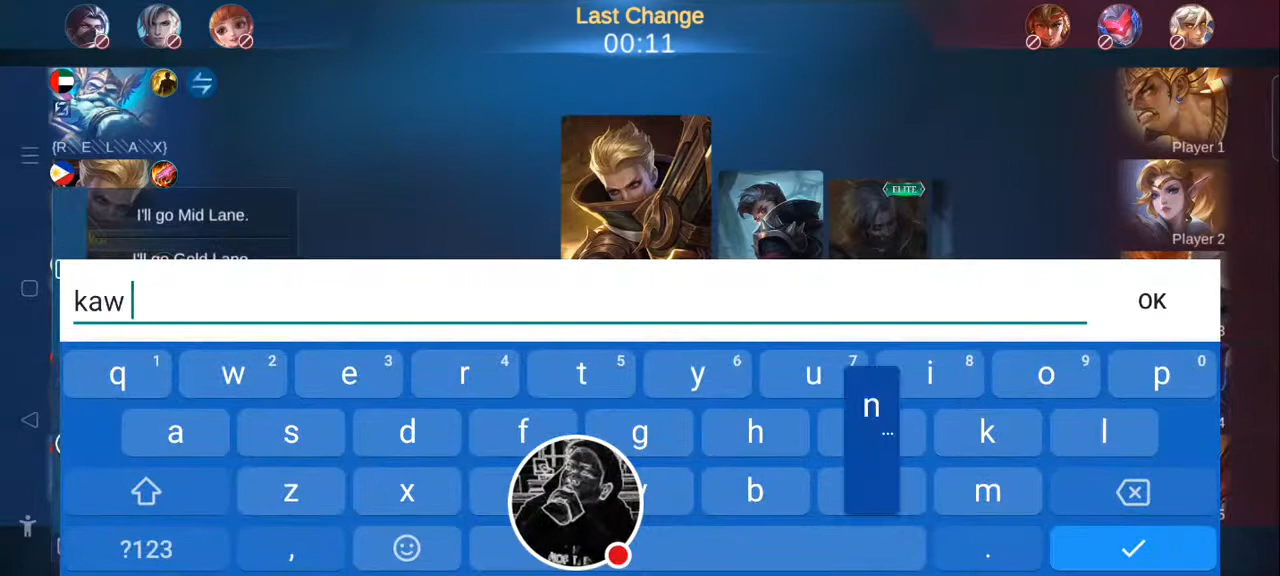 Last Change
00:11
{R E L A X}
I'll go Mid Lane.
I'll go Gold Lane
ELITE
Player 1
Player 2
kaw
OK
q 1 w 2 e 3 r 4 t 5 y 6 u 7 i 8 o 9 p 0
a s d f g h k l
n
...
z x b m
?123 , .